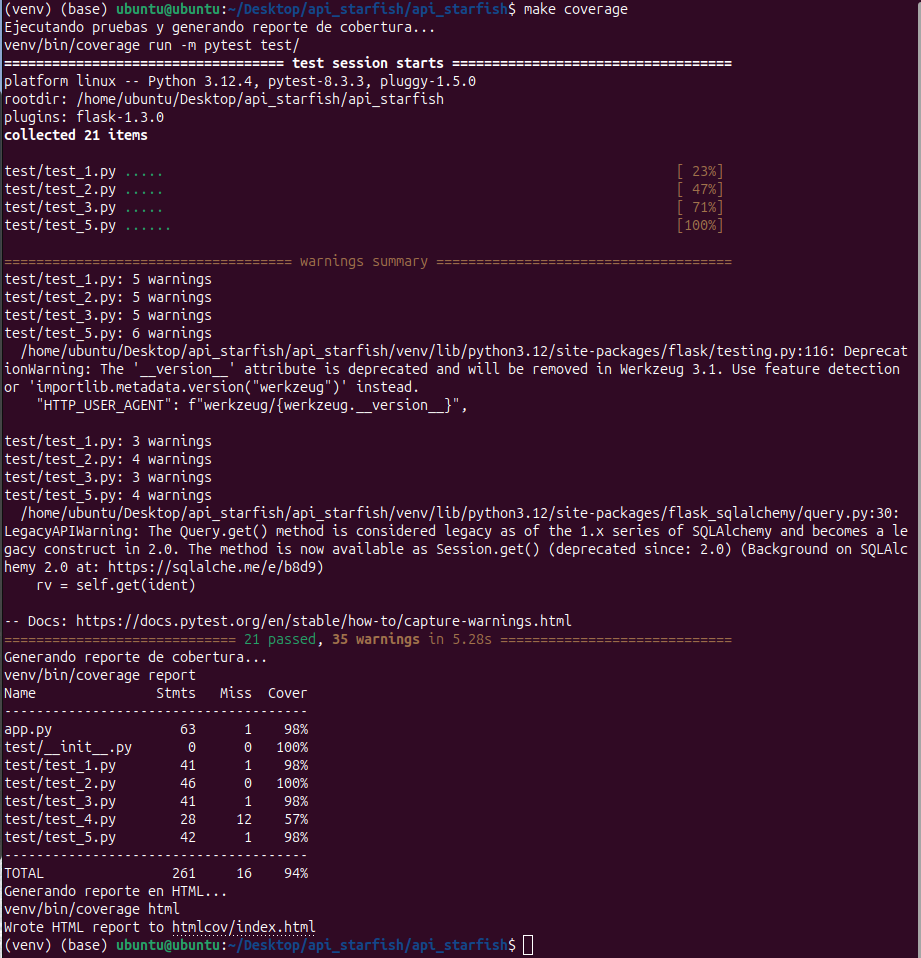 (venv) (base) ubuntu@ubuntu:~/Desktop/api_starfish/api_starfish$ make coverage
Ejecutando pruebas y generando reporte de cobertura...
venv/bin/coverage run -m pytest test/
=================================== test session starts ===================================
platform linux -- Python 3.12.4, pytest-8.3.3, pluggy-1.5.0
rootdir: /home/ubuntu/Desktop/api_starfish/api_starfish
plugins: flask-1.3.0
collected 21 items
test/test_1.py ..... [ 23%]
test/test_2.py ..... [ 47%]
test/test_3.py ..... [ 71%]
test/test_5.py ...... [100%]
==================================== warnings summary =====================================
test/test_1.py: 5 warnings
test/test_2.py: 5 warnings
test/test_3.py: 5 warnings
test/test_5.py: 6 warnings
/home/ubuntu/Desktop/api_starfish/api_starfish/venv/lib/python3.12/site-packages/flask/testing.py:116: Deprecat
ionWarning: The '__version__' attribute is deprecated and will be removed in Werkzeug 3.1. Use feature detection
or 'importlib.metadata.version("werkzeug")' instead.
"HTTP_USER_AGENT": f"werkzeug/{werkzeug.__version__}",
test/test_1.py: 3 warnings
test/test_2.py: 4 warnings
test/test_3.py: 3 warnings
test/test_5.py: 4 warnings
/home/ubuntu/Desktop/api_starfish/api_starfish/venv/lib/python3.12/site-packages/flask_sqlalchemy/query.py:30:
LegacyAPIWarning: The Query.get() method is considered legacy as of the 1.x series of SQLAlchemy and becomes a le
gacy construct in 2.0. The method is now available as Session.get() (deprecated since: 2.0) (Background on SQLAlc
hemy 2.0 at: https://sqlalche.me/e/b8d9)
rv = self.get(ident)
-- Docs: https://docs.pytest.org/en/stable/how-to/capture-warnings.html
============================= 21 passed, 35 warnings in 5.28s =============================
Generando reporte de cobertura...
venv/bin/coverage report
Name Stmts Miss Cover
--------------------------------------
app.py 63 1 98%
test/__init__.py 0 0 100%
test/test_1.py 41 1 98%
test/test_2.py 46 0 100%
test/test_3.py 41 1 98%
test/test_4.py 28 12 57%
test/test_5.py 42 1 98%
--------------------------------------
TOTAL 261 16 94%
Generando reporte en HTML...
venv/bin/coverage html
Wrote HTML report to htmlcov/index.html
(venv) (base) ubuntu@ubuntu:~/Desktop/api_starfish/api_starfish$